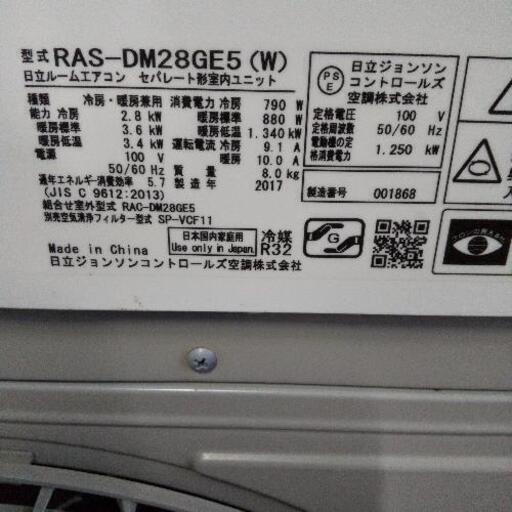 型式 RAS-DM28GE5 (W)
日立ルームエアコン セパレート形室内ユニット
種類 冷房・暖房兼用 消費電力 冷房 790 W
能力 冷房 2.8 kW 暖房標準 880 W
暖房標準 3.6 kW 暖房低温 1.340 kW
暖房低温 3.4 kW 運転電流 冷房 9.1 A
電源 100 V 暖房 10.0 A
50/60 Hz 質量 8.0 kg
通年エネルギー消費効率 5.7 製造年 2017
(JIS C 9612:2013)
組合せ室外型式 RAC-DM28GE5
別売空気清浄フィルター型式 SP-VCF11
日本国内家庭用
Use only in Japan.
冷媒
R32
Made in China
日立ジョンソンコントロールズ空調株式会社
PS
E
日立ジョンソン
コントロールズ
空調株式会社
定格電圧 100 V
定格周波数 50/60 Hz
電動機の定
格消費電力 1.250 kW
製造番号 001868
G